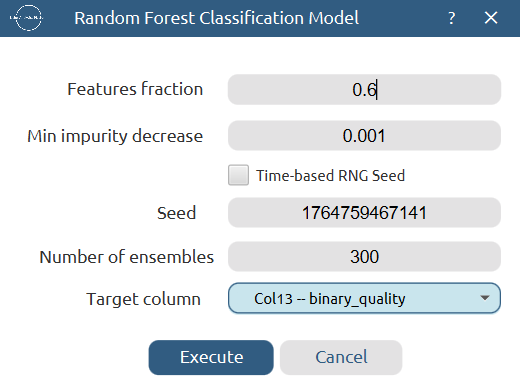 Random Forest Classification Model ? ×
Features fraction 0.6
Min impurity decrease 0.001
Time-based RNG Seed
Seed 1764759467141
Number of ensembles 300
Target column Col13 -- binary_quality
Execute Cancel